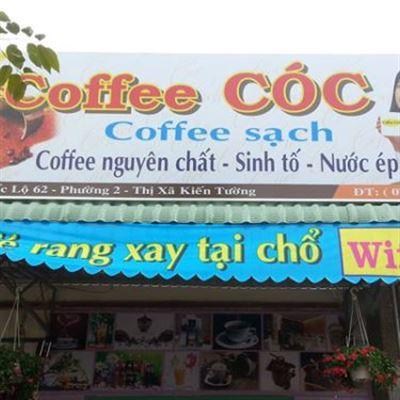 Coffee CÓC
Coffee sạch
Coffee nguyên chất - Sinh tố - Nước ép
Lộ 62 - Phường 2 - Thị Xã Kiến Tường ĐT: ( 0
rang xay tại chổ Wi